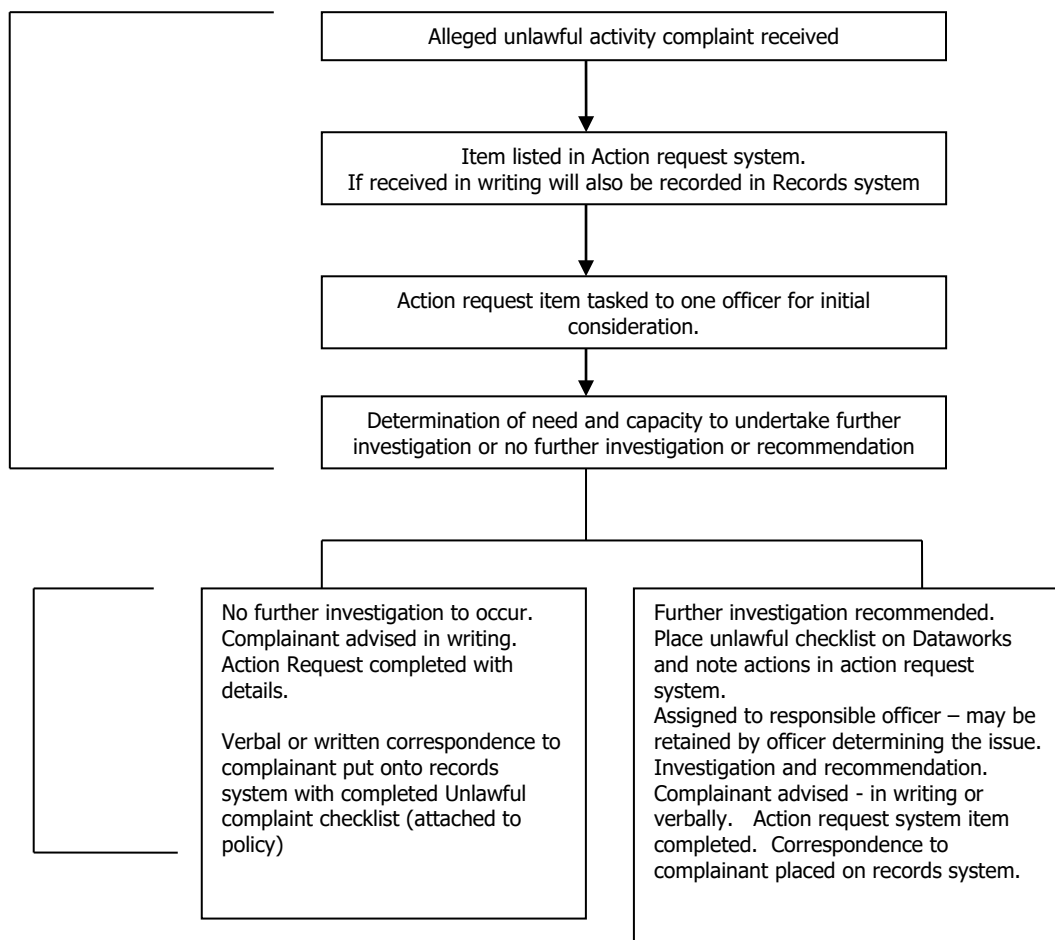 Alleged unlawful activity complaint received
Item listed in Action request system.
If received in writing will also be recorded in Records system
Action request item tasked to one officer for initial
consideration.
Determination of need and capacity to undertake further
investigation or no further investigation or recommendation
No further investigation to occur.
Complainant advised in writing.
Action Request completed with
details.
Verbal or written correspondence to
complainant put onto records
system with completed Unlawful
complaint checklist (attached to
policy)
Further investigation recommended.
Place unlawful checklist on Dataworks
and note actions in action request
system.
Assigned to responsible officer – may be
retained by officer determining the issue.
Investigation and recommendation.
Complainant advised - in writing or
verbally.   Action request system item
completed.  Correspondence to
complainant placed on records system.